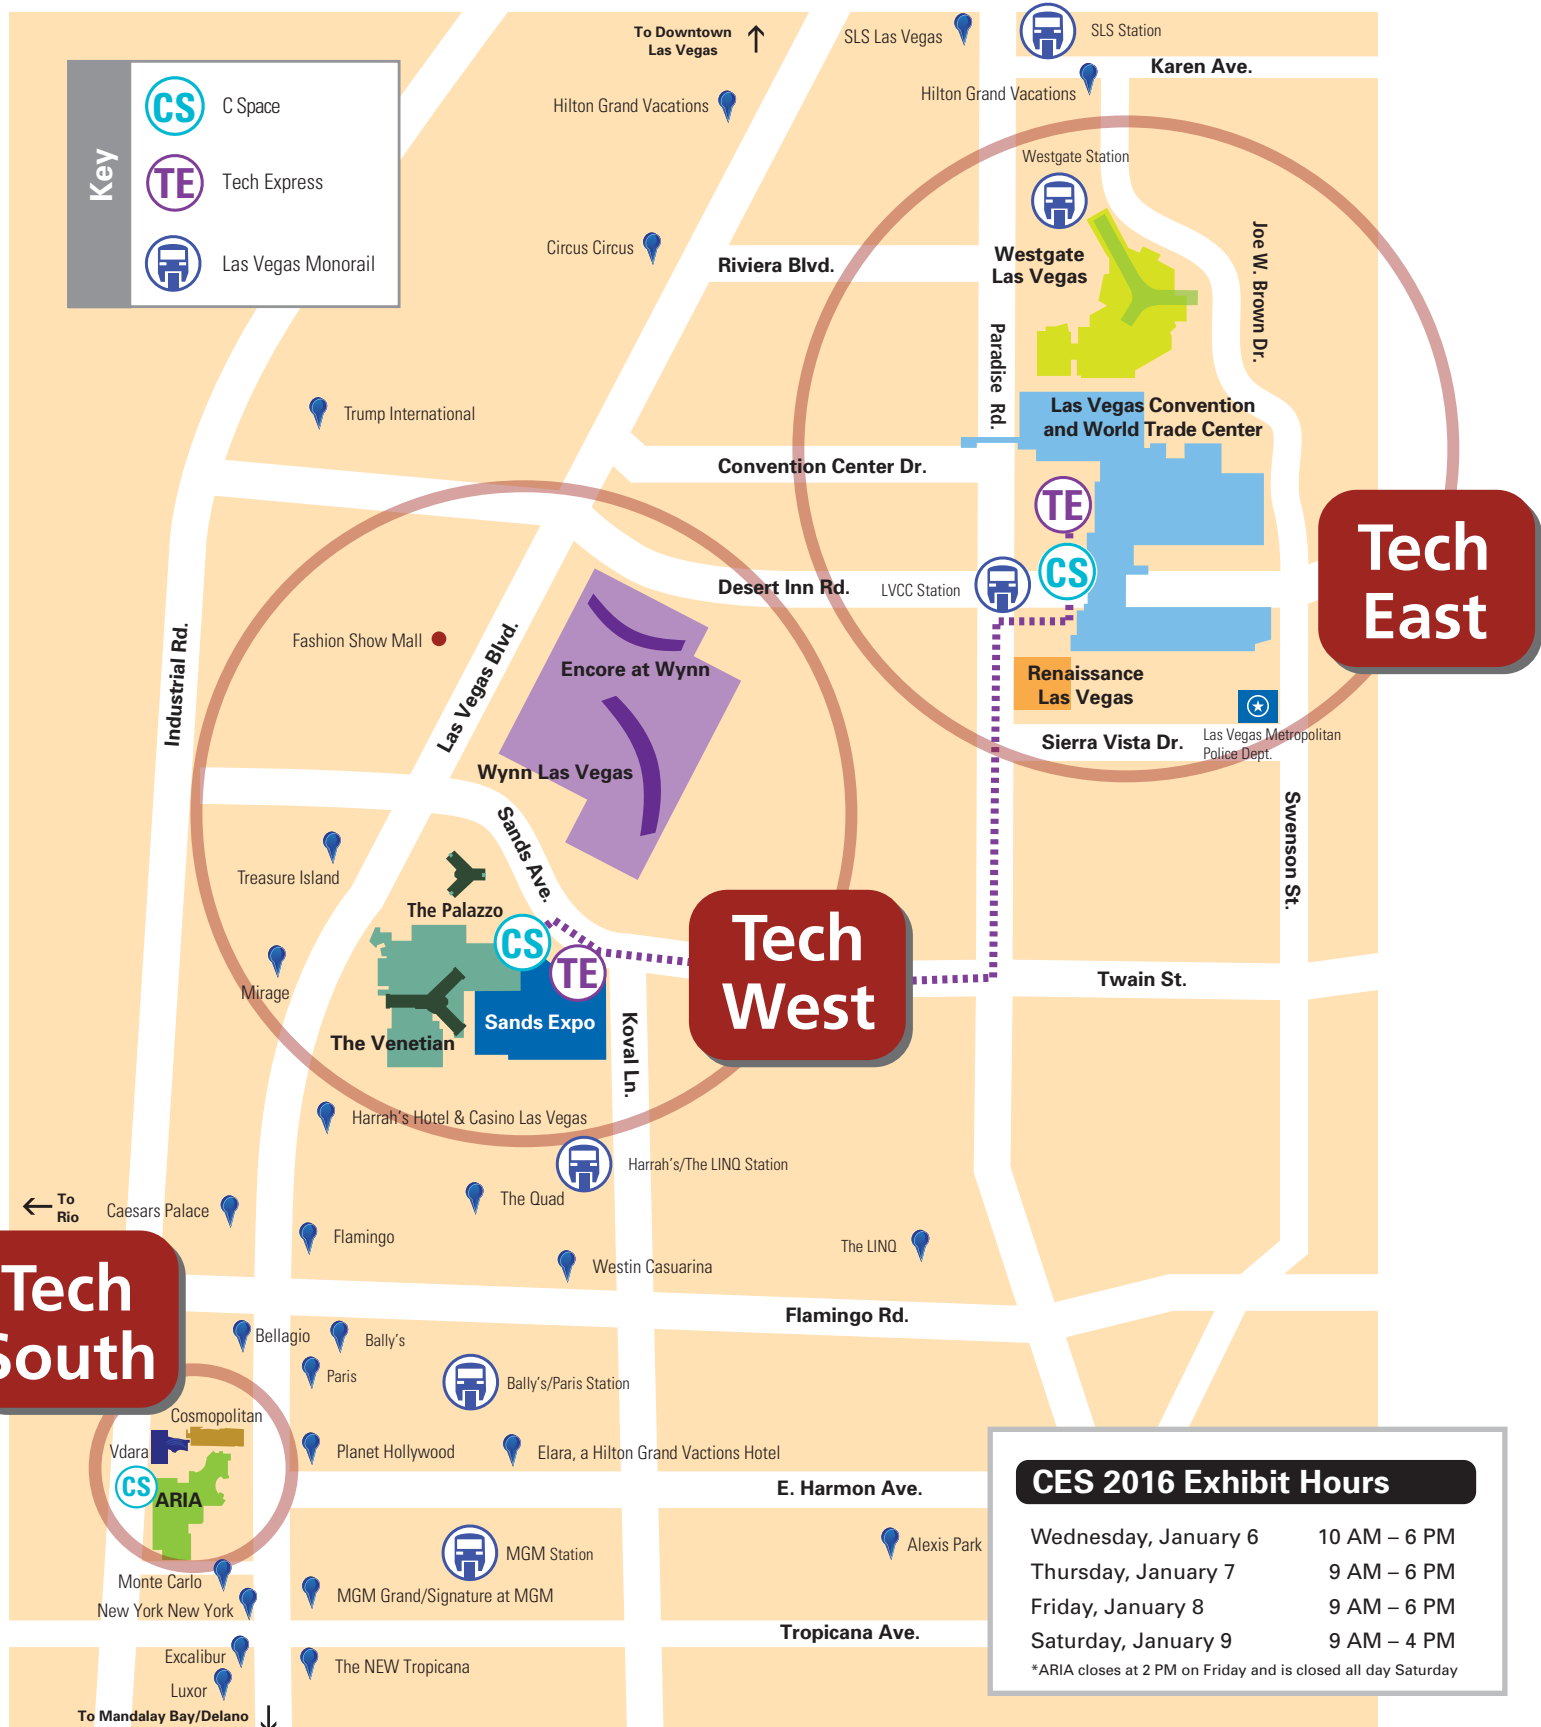 To Downtown
Las Vegas
SLS Las Vegas
SLS Station
Karen Ave.
Hilton Grand Vacations
Hilton Grand Vacations
Key
CS
C Space
TE
Tech Express
Las Vegas Monorail
Westgate Station
Circus Circus
Riviera Blvd.
Westgate
Las Vegas
Joe W. Brown Dr.
Paradise Rd.
Trump International
Las Vegas Convention
and World Trade Center
Convention Center Dr.
TE
CS
Tech
East
Desert Inn Rd.
LVCC Station
Industrial Rd.
Fashion Show Mall
Las Vegas Blvd.
Encore at Wynn
Renaissance
Las Vegas
Sierra Vista Dr.
Las Vegas Metropolitan
Police Dept.
Wynn Las Vegas
Sands Ave.
Swenson St.
Treasure Island
The Palazzo
CS
TE
Tech
West
Twain St.
Mirage
Sands Expo
The Venetian
Koval Ln.
Harrah's Hotel & Casino Las Vegas
Harrah's/The LINQ Station
To
Rio
Caesars Palace
The Quad
Flamingo
The LINQ
Westin Casuarina
Tech
South
Flamingo Rd.
Bellagio
Bally's
Paris
Bally's/Paris Station
Cosmopolitan
Vdara
Planet Hollywood
Elara, a Hilton Grand Vactions Hotel
CS
ARIA
E. Harmon Ave.
CES 2016 Exhibit Hours
Wednesday, January 6 10 AM – 6 PM
Thursday, January 7 9 AM – 6 PM
Friday, January 8 9 AM – 6 PM
Saturday, January 9 9 AM – 4 PM
*ARIA closes at 2 PM on Friday and is closed all day Saturday
Alexis Park
MGM Station
Monte Carlo
MGM Grand/Signature at MGM
New York New York
Tropicana Ave.
Excalibur
The NEW Tropicana
Luxor
To Mandalay Bay/Delano